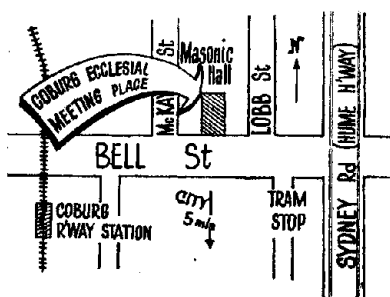 COBURG ECCLESIAL
MEETING PLACE
McKAY St
Masonic
Hall
LOBB St
N
SYDNEY Rd (HUME H'WAY)
BELL St
COBURG
R'WAY STATION
CITY
5 mls
TRAM
STOP